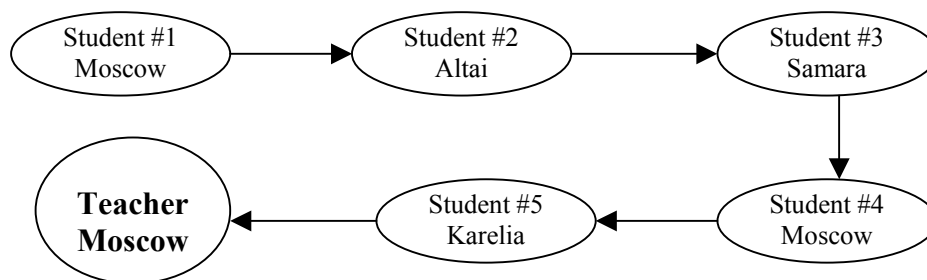 Student #1
Moscow
Student #2
Altai
Student #3
Samara
Teacher
Moscow
Student #5
Karelia
Student #4
Moscow